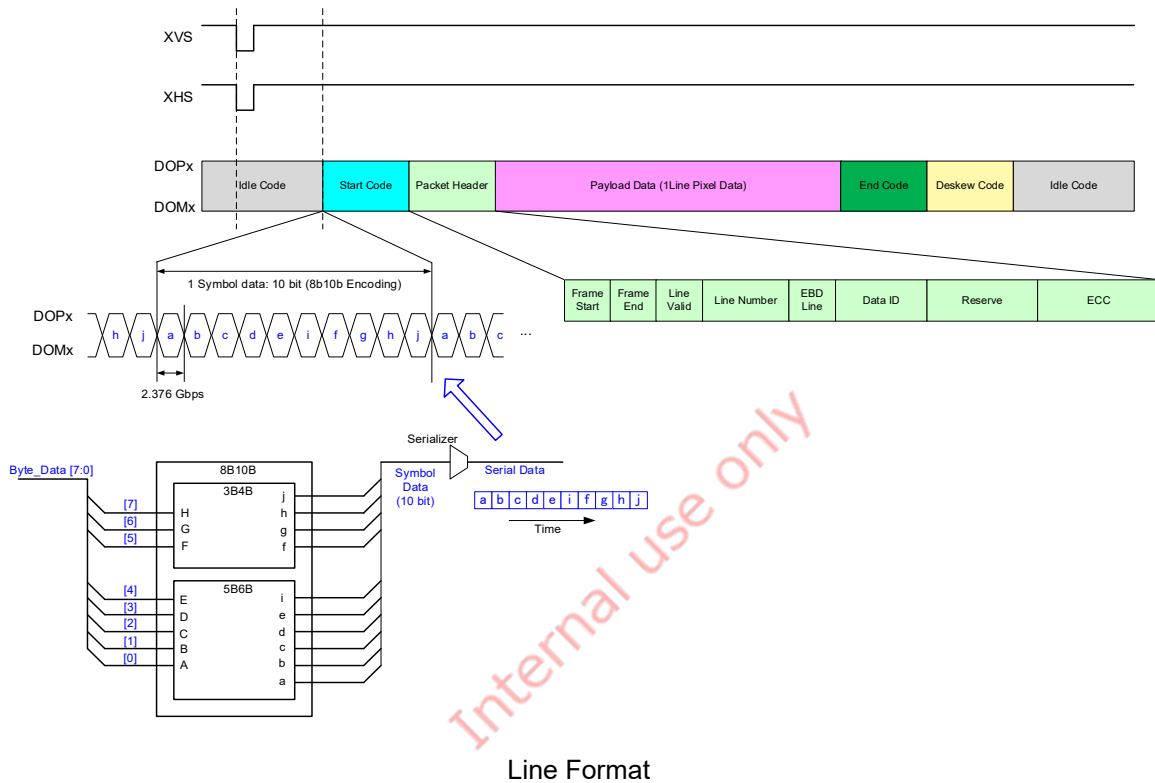 XVS
XHS
DOPx
DOMx
Idle Code
Start Code
Packet Header
Payload Data (1Line Pixel Data)
End Code
Deskew Code
Idle Code
1 Symbol data: 10 bit (8b10b Encoding)
Frame Start
Frame End
Line Valid
Line Number
EBD Line
Data ID
Reserve
ECC
DOPx
DOMx
h j a b c d e i f g h j a b c ...
2.376 Gbps
Serializer
Byte_Data [7:0]
8B10B
Symbol Data (10 bit)
Serial Data
3B4B
[7] H
[6] G
[5] F
j
h
g
f
a b c d e i f g h j
Time
5B6B
[4] E
[3] D
[2] C
[1] B
[0] A
i
e
d
c
b
a
Internal use only
Line Format